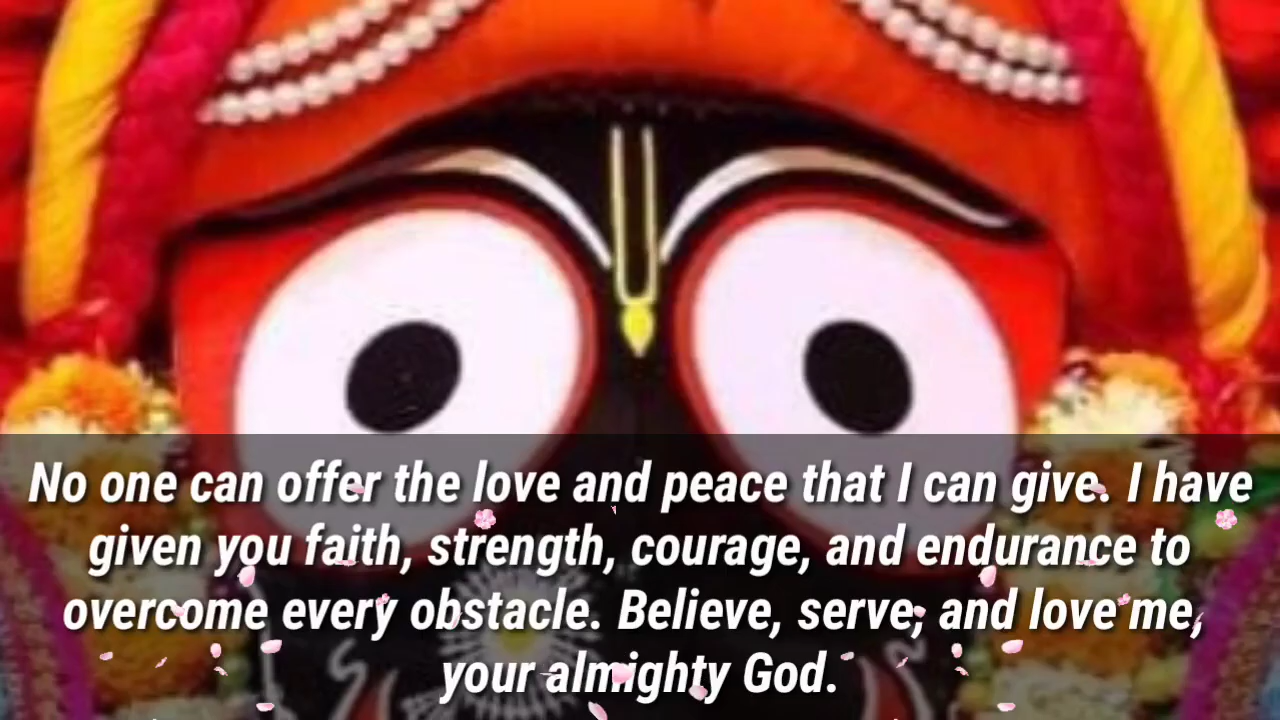 No one can offer the love and peace that I can give. I have
given you faith, strength, courage, and endurance to
overcome every obstacle. Believe, serve, and love me,
your almighty God.